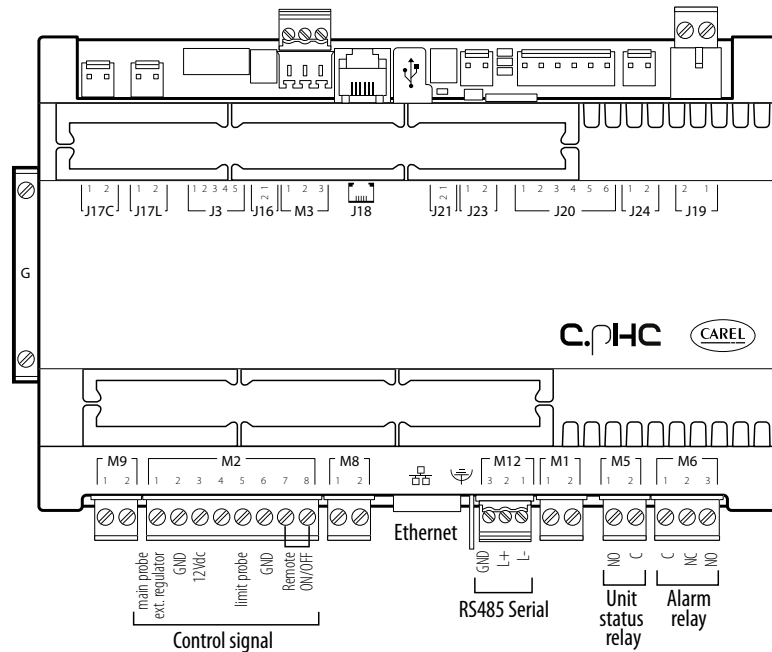 1 2 1 2 1 2 3 4 5 2 1 1 2 3 2 1 1 2 1 2 3 4 5 6 1 2 2 1
J17C J17L J3 J16 M3 J18 J21 J23 J20 J24 J19
G
c.pHC CAREL
M9 M2 M8 M12 M1 M5 M6
1 2 1 2 3 4 5 6 7 8 1 2 3 2 1 1 2 1 2 1 2 3
Ethernet
main probe
ext. regulator
GND
12Vdc
limit probe
GND
Remote
ON/OFF
GND
L+
L-
NO
C
C
NC
NO
Control signal
RS485 Serial
Unit
status
relay
Alarm
relay